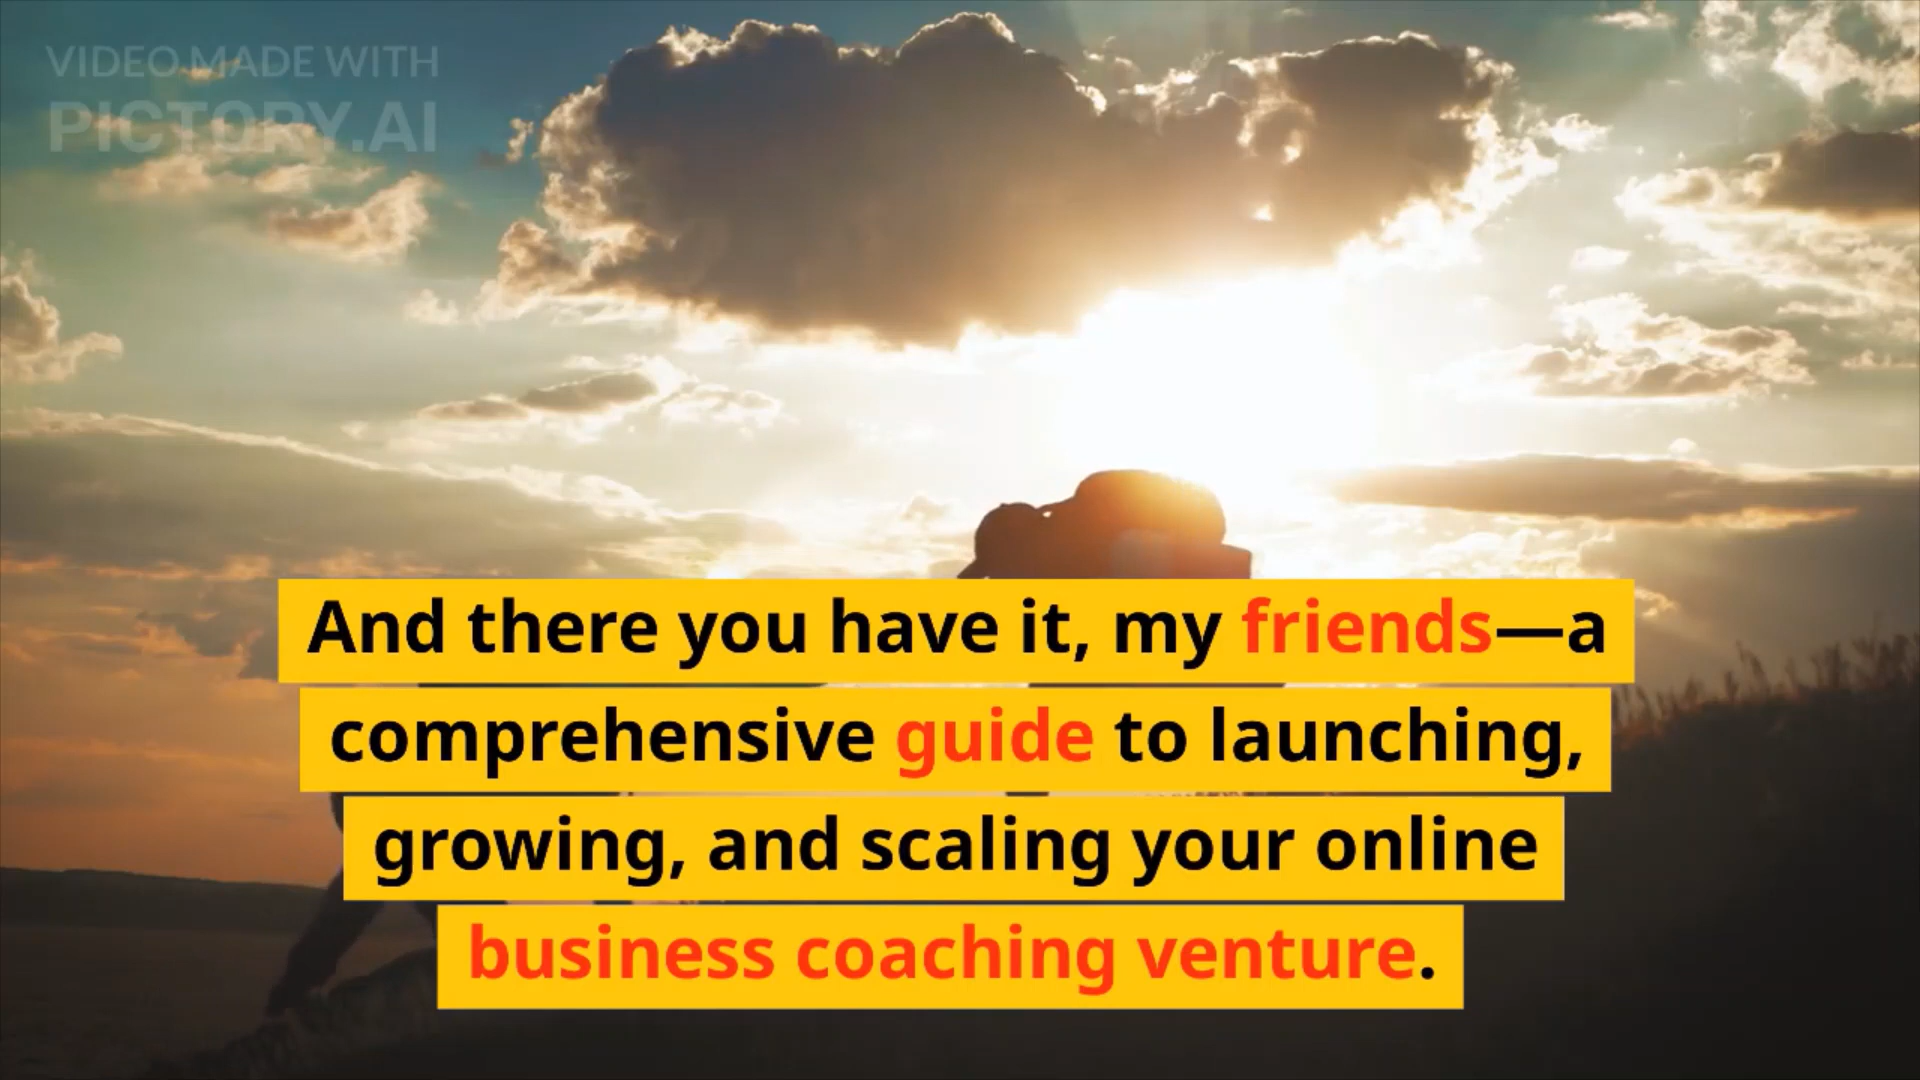 VIDEO MADE WITH
PICTORY.AI
And there you have it, my friends—a
comprehensive guide to launching,
growing, and scaling your online
business coaching venture.